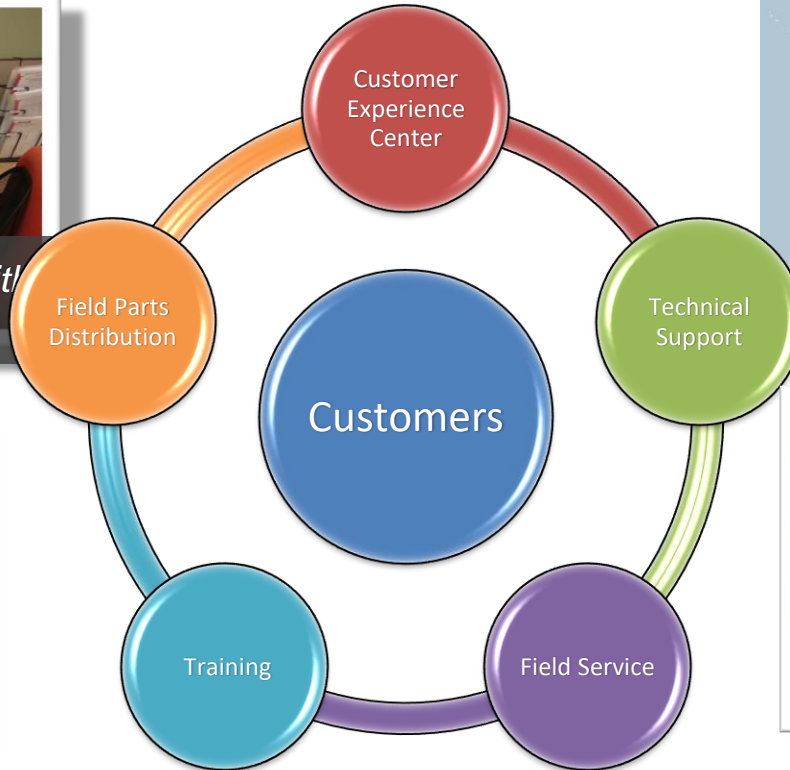 Customer
Experience
Center
Technical
Support
Field Service
Training
Field Parts
Distribution
Customers